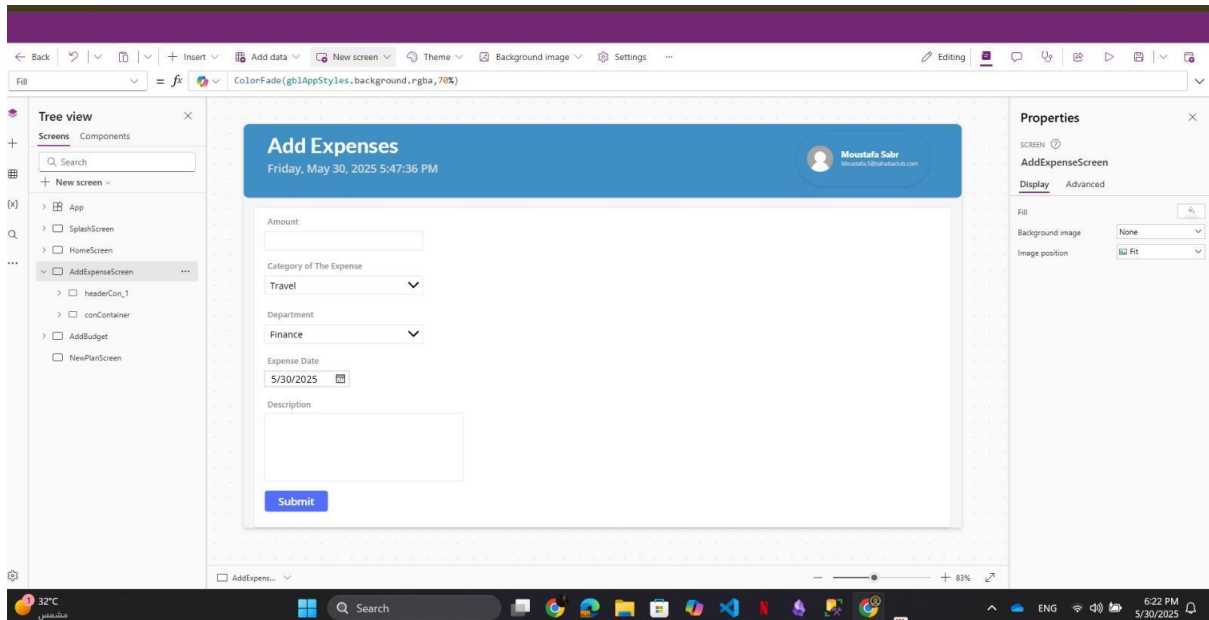 Back
Insert
Add data
New screen
Theme
Background image
Settings
...
Editing
Fill
= fx
ColorFade(gblAppStyles.background.rgba,70%)
Tree view
Screens Components
Search
New screen
App
SplashScreen
HomeScreen
AddExpenseScreen
...
headerCon_1
conContainer
AddBudget
NewPlanScreen
Add Expenses
Friday, May 30, 2025 5:47:36 PM
Moustafa Sabr
Amount
Category of The Expense
Travel
Department
Finance
Expense Date
5/30/2025
Description
Submit
AddExpens...
83%
Properties
SCREEN
AddExpenseScreen
Display Advanced
Fill
Background image None
Image position Fit
1
32°C
مشمس
Search
ENG
6:22 PM
5/30/2025